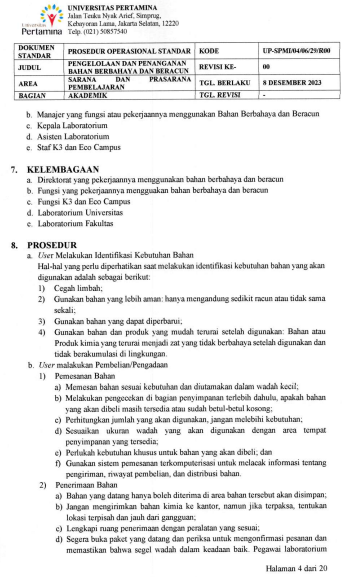 UNIVERSITAS PERTAMINA
Jalan Teuku Nyak Arief, Simprug,
Kebayoran Lama, Jakarta Selatan, 12220
Telp. (021) 50857540
UNIVERSITAS
Pertamina
DOKUMEN STANDAR PROSEDUR OPERASIONAL STANDAR KODE UP-SPMI/04/06/29/R00
JUDUL PENGELOLAAN DAN PENANGANAN BAHAN BERBAHAYA DAN BERACUN REVISI KE- 00
AREA SARANA DAN PRASARANA PEMBELAJARAN TGL. BERLAKU 8 DESEMBER 2023
BAGIAN AKADEMIK TGL. REVISI -
b. Manajer yang fungsi atau pekerjaannya menggunakan Bahan Berbahaya dan Beracun
c. Kepala Laboratorium
d. Asisten Laboratorium
e. Staf K3 dan Eco Campus
7. KELEMBAGAAN
a. Direktorat yang pekerjaannya menggunakan bahan berbahaya dan beracun
b. Fungsi yang pekerjaannya mengguakan bahan berbahaya dan beracun
c. Fungsi K3 dan Eco Campus
d. Laboratorium Universitas
e. Laboratorium Fakultas
8. PROSEDUR
a. User Melakukan Identifikasi Kebutuhan Bahan
Hal-hal yang perlu diperhatikan saat melakukan identifikasi kebutuhan bahan yang akan
digunakan adalah sebagai berikut:
1) Cegah limbah;
2) Gunakan bahan yang lebih aman: hanya mengandung sedikit racun atau tidak sama
sekali;
3) Gunakan bahan yang dapat diperbarui;
4) Gunakan bahan dan produk yang mudah terurai setelah digunakan: Bahan atau
Produk kimia yang terurai menjadi zat yang tidak berbahaya setelah digunakan dan
tidak berakumulasi di lingkungan.
b. User malakukan Pembelian/Pengadaan
1) Pemesanan Bahan
a) Memesan bahan sesuai kebutuhan dan diutamakan dalam wadah kecil;
b) Melakukan pengecekan di bagian penyimpanan terlebih dahulu, apakah bahan
yang akan dibeli masih tersedia atau sudah betul-betul kosong;
c) Perhitungkan jumlah yang akan digunakan, jangan melebihi kebutuhan;
d) Sesuaikan ukuran wadah yang akan digunakan dengan area tempat
penyimpanan yang tersedia;
e) Perlukah kebutuhan khusus untuk bahan yang akan dibeli; dan
f) Gunakan sistem pemesanan terkomputerisasi untuk melacak informasi tentang
pengiriman, riwayat pembelian, dan distribusi bahan.
2) Penerimaan Bahan
a) Bahan yang datang hanya boleh diterima di area bahan tersebut akan disimpan;
b) Jangan mengirimkan bahan kimia ke kantor, namun jika terpaksa, tentukan
lokasi terpisah dan jauh dari gangguan;
c) Lengkapi ruang penerimaan dengan peralatan yang sesuai;
d) Segera buka paket yang datang dan periksa untuk mengonfirmasi pesanan dan
memastikan bahwa segel wadah dalam keadaan baik. Pegawai laboratorium
Halaman 4 dari 20